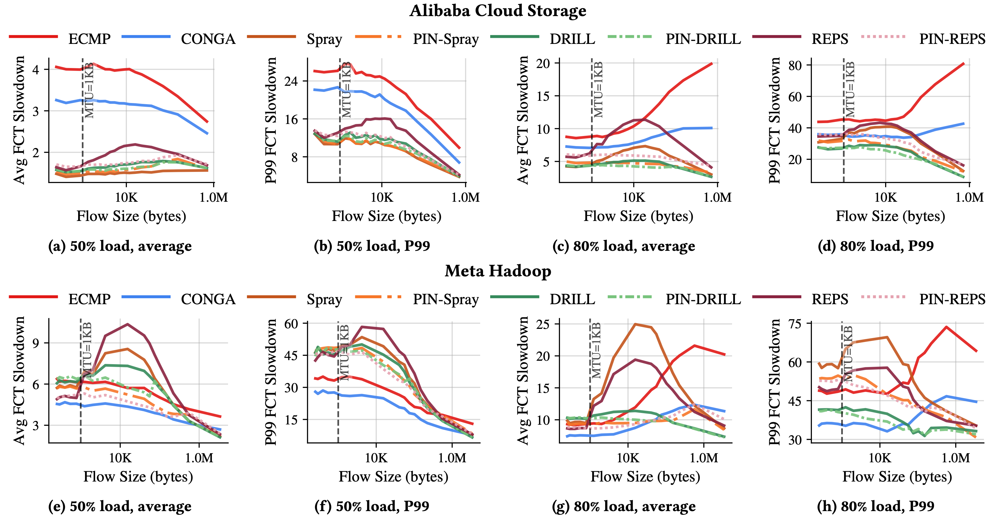 Alibaba Cloud Storage
ECMP CONGA Spray PIN-Spray DRILL PIN-DRILL REPS PIN-REPS
Avg FCT Slowdown
4
3
2
MTU=1KB
10K 1.0M
Flow Size (bytes)
(a) 50% load, average
P99 FCT Slowdown
24
16
8
MTU=1KB
10K 1.0M
Flow Size (bytes)
(b) 50% load, P99
Avg FCT Slowdown
20
15
10
5
MTU=1KB
10K 1.0M
Flow Size (bytes)
(c) 80% load, average
P99 FCT Slowdown
80
60
40
20
MTU=1KB
10K 1.0M
Flow Size (bytes)
(d) 80% load, P99
Meta Hadoop
ECMP CONGA Spray PIN-Spray DRILL PIN-DRILL REPS PIN-REPS
Avg FCT Slowdown
9
6
3
MTU=1KB
10K 1.0M
Flow Size (bytes)
(e) 50% load, average
P99 FCT Slowdown
60
45
30
15
MTU=1KB
10K 1.0M
Flow Size (bytes)
(f) 50% load, P99
Avg FCT Slowdown
25
20
15
10
MTU=1KB
10K 1.0M
Flow Size (bytes)
(g) 80% load, average
P99 FCT Slowdown
75
60
45
30
MTU=1KB
10K 1.0M
Flow Size (bytes)
(h) 80% load, P99